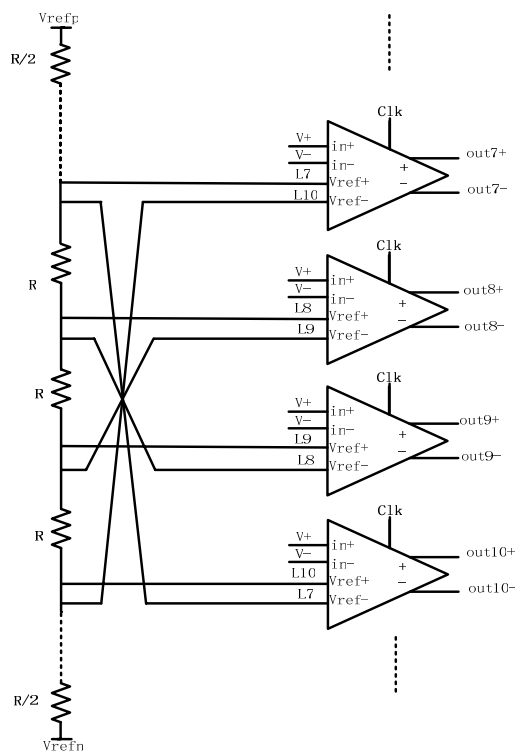 Vrefp
R/2
Clk
V+
in+
V-
in-
L7
Vref+
L10
Vref-
+
-
out7+
out7-
R
Clk
V+
in+
V-
in-
L8
Vref+
L9
Vref-
+
-
out8+
out8-
R
Clk
V+
in+
V-
in-
L9
Vref+
L8
Vref-
+
-
out9+
out9-
R
Clk
V+
in+
V-
in-
L10
Vref+
L7
Vref-
+
-
out10+
out10-
R/2
Vrefn